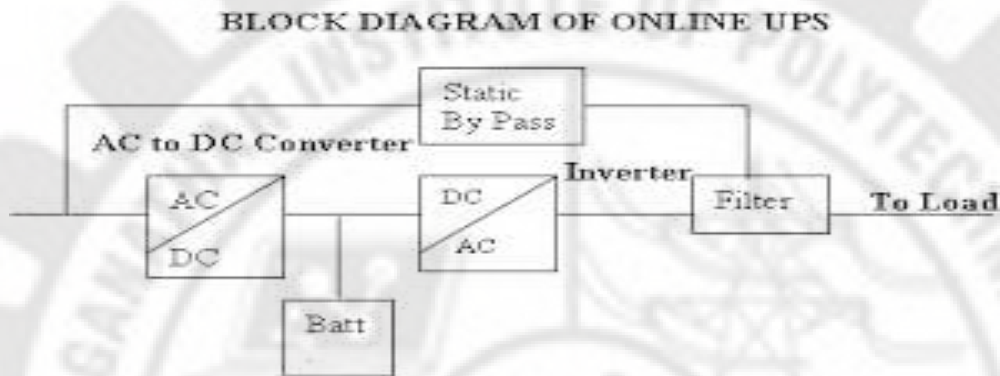 BLOCK DIAGRAM OF ONLINE UPS
Static
By Pass
AC to DC Converter
Inverter
AC
DC
DC
AC
Filter
To Load
Batt